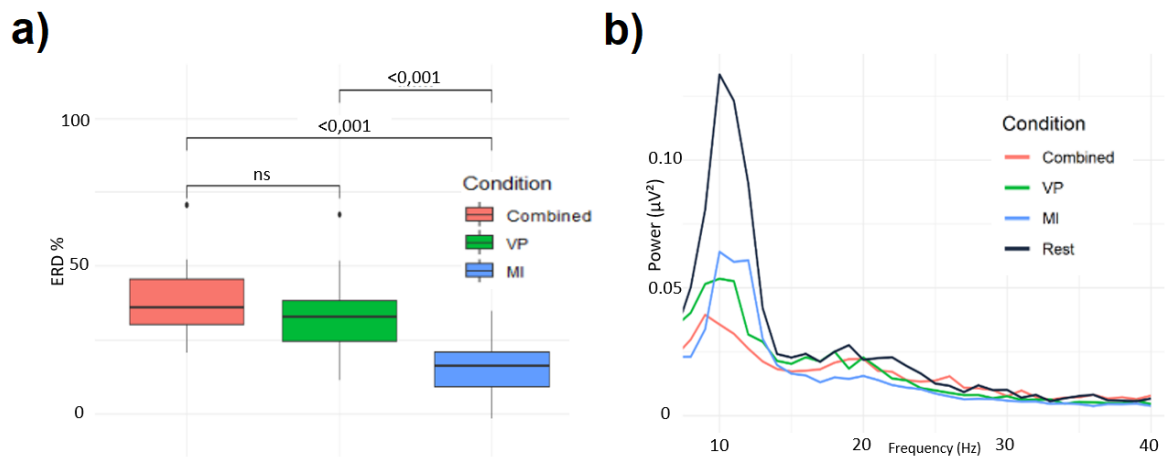 a)
<0,001
<0,001
ns
100
50
0
ERD %
Condition
Combined
VP
MI
b)
Power (µV²)
0.10
0.05
0
10
20
30
40
Frequency (Hz)
Condition
Combined
VP
MI
Rest